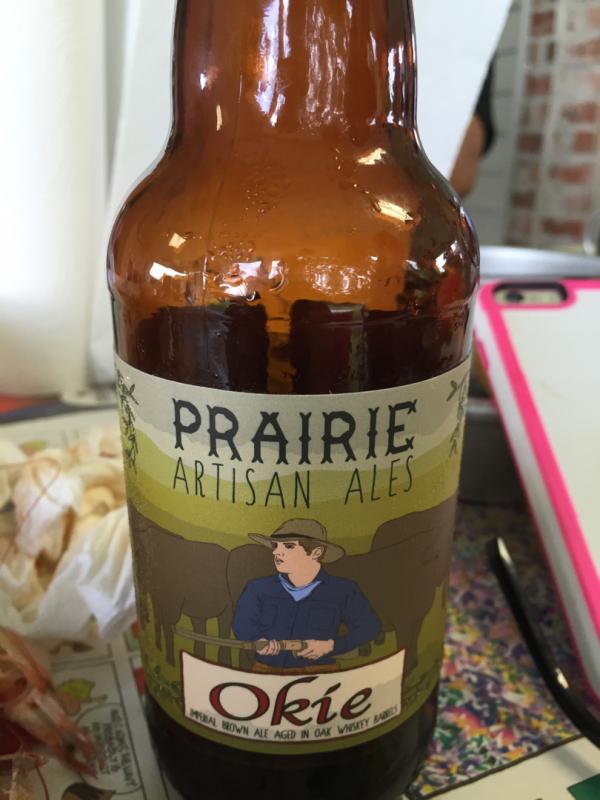 PRAIRIE
ARTISAN ALES
Okie
IMPERIAL BROWN ALE AGED IN OAK WHISKEY BARRELS